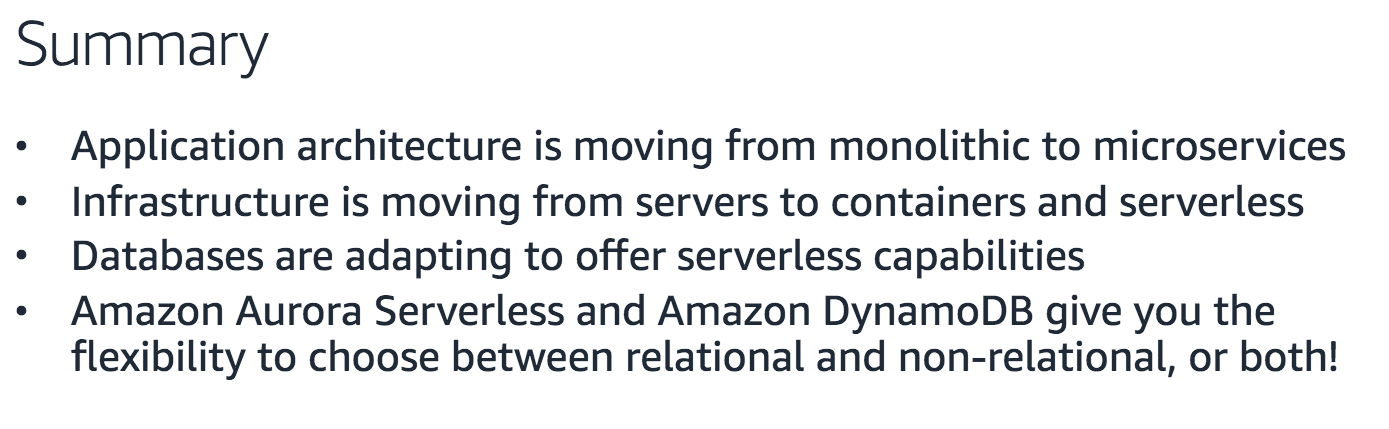 Summary
• Application architecture is moving from monolithic to microservices
• Infrastructure is moving from servers to containers and serverless
• Databases are adapting to offer serverless capabilities
• Amazon Aurora Serverless and Amazon DynamoDB give you the
flexibility to choose between relational and non-relational, or both!